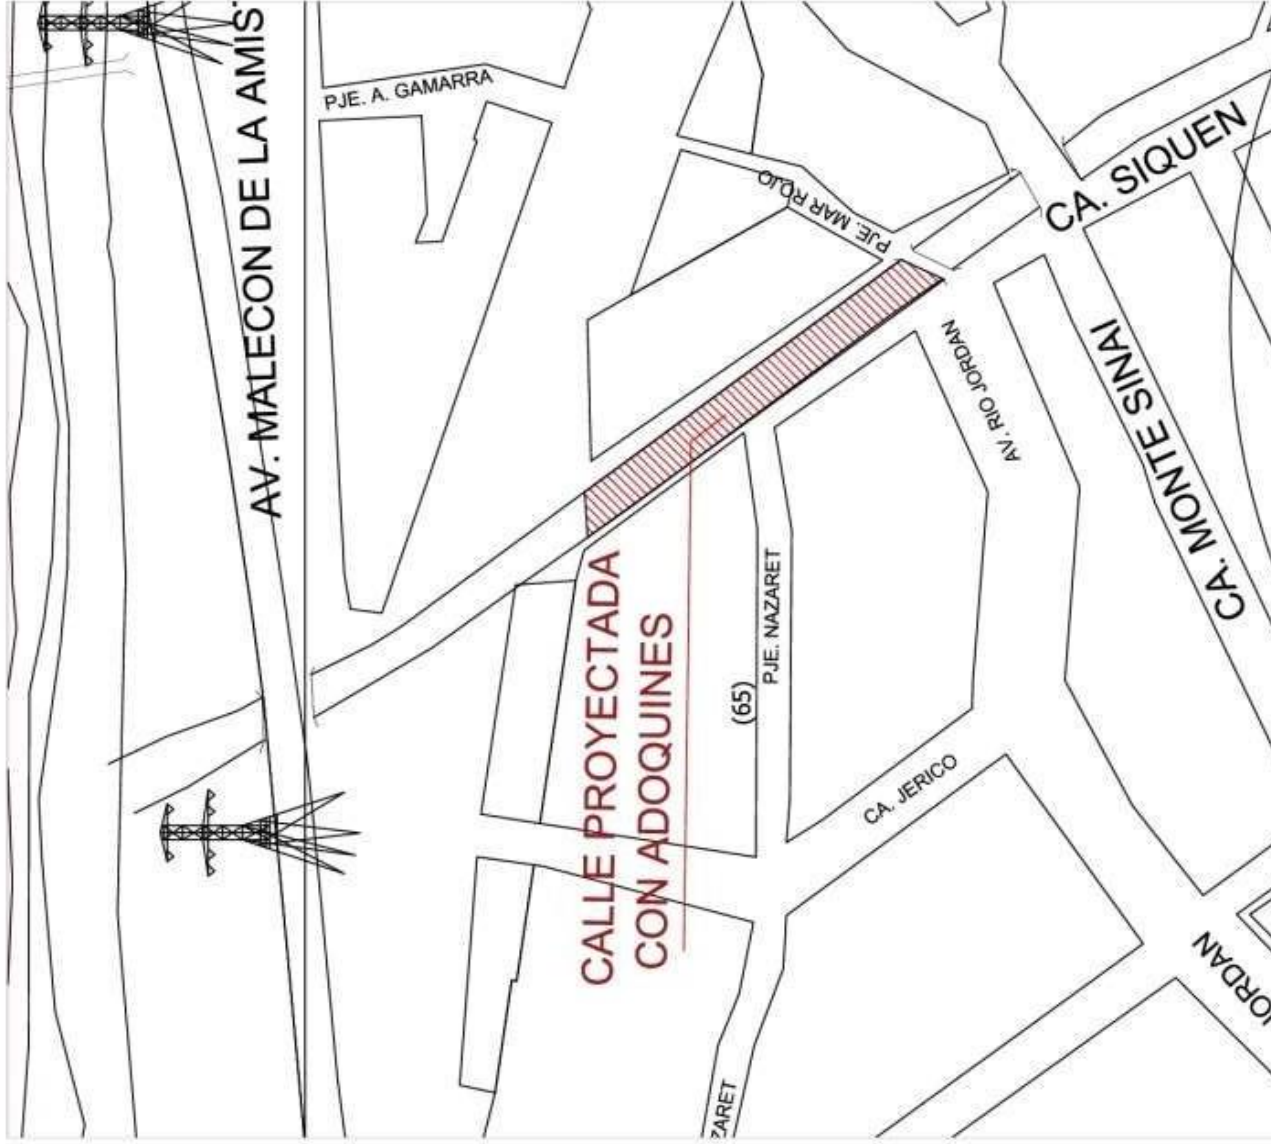 AV. MALECON DE LA AMIS
PJE. A. GAMARRA
PJE. MAR ROJO
CA. SIQUEN
AV. RIO JORDAN
CA. MONTE SINAI
CALLE PROYECTADA
CON ADOQUINES
(65)
PJE. NAZARET
CA. JERICO
JORDAN
ZARET